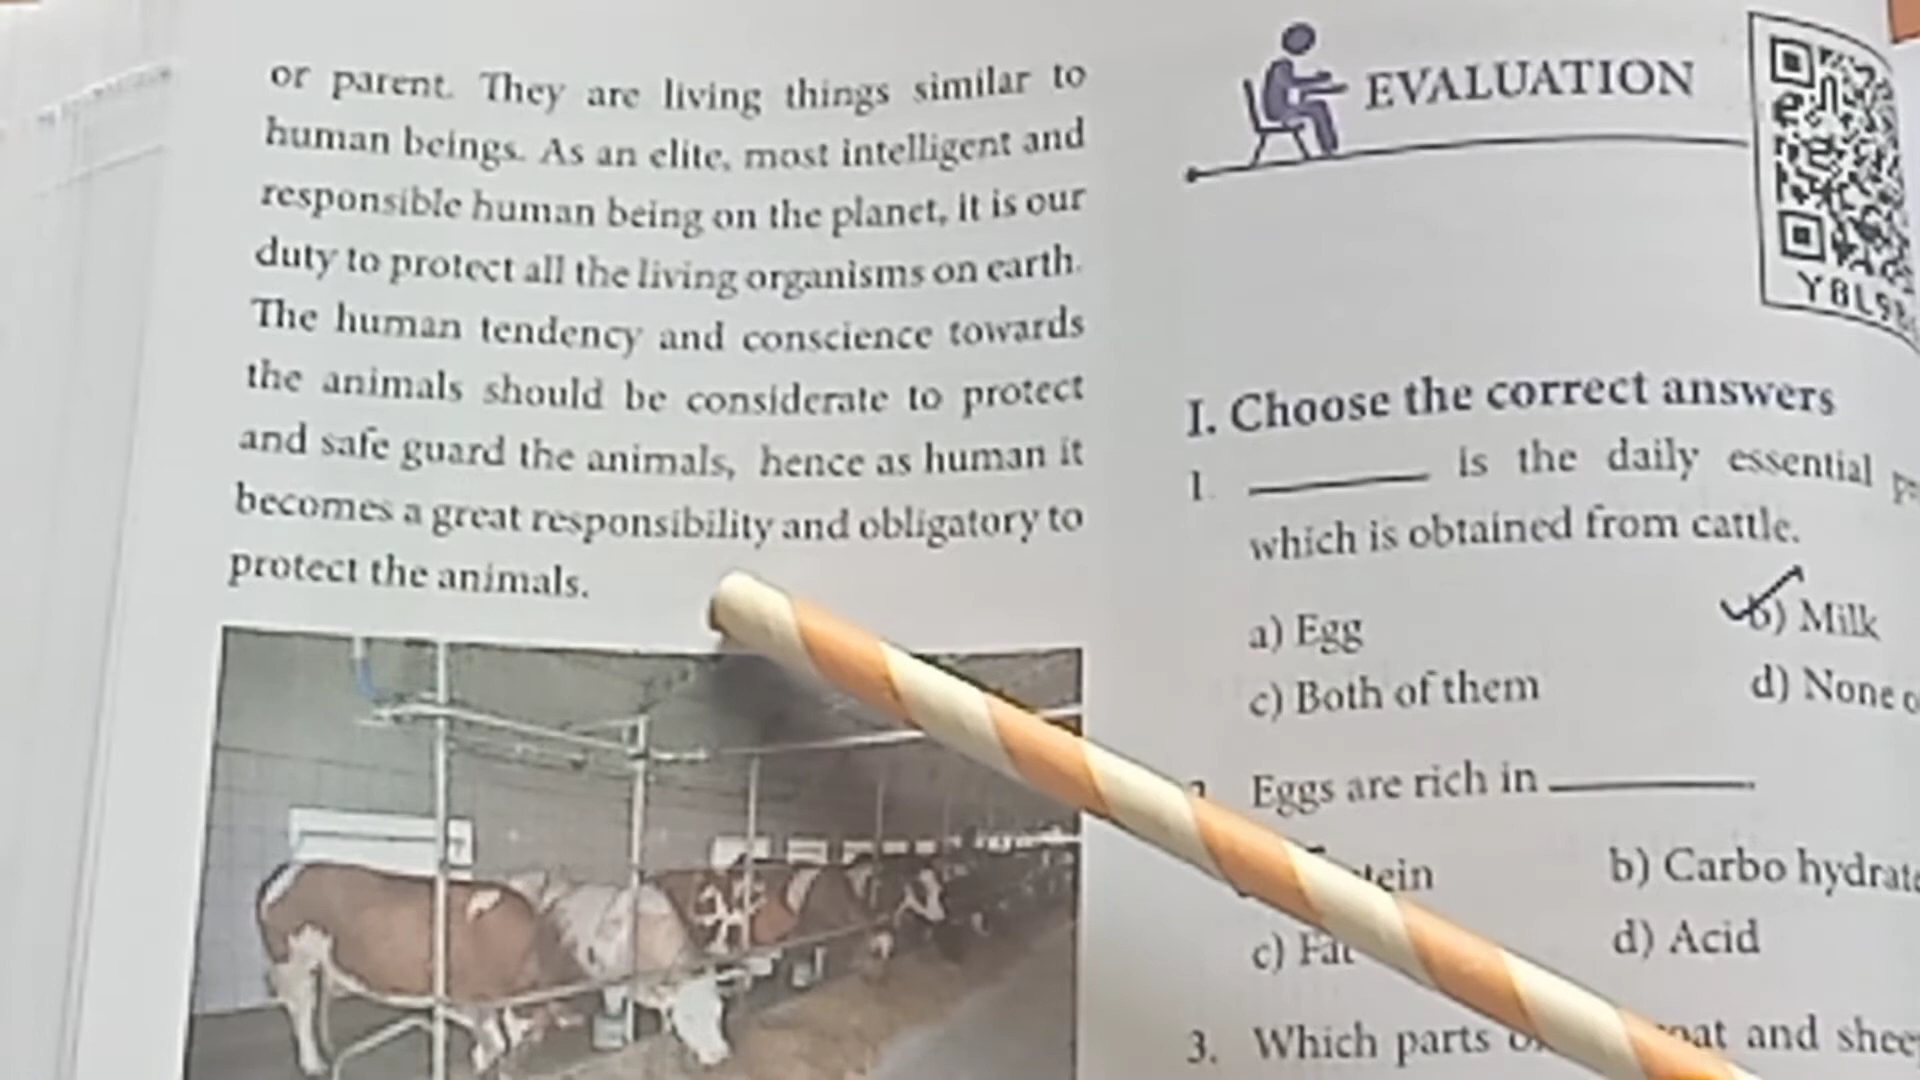 or parent. They are living things similar to
human beings. As an elite, most intelligent and
responsible human being on the planet, it is our
duty to protect all the living organisms on earth.
The human tendency and conscience towards
the animals should be considerate to protect
and safe guard the animals, hence as human it
becomes a great responsibility and obligatory to
protect the animals.
EVALUATION
I. Choose the correct answers
1. ________ is the daily essential
which is obtained from cattle.
a) Egg
b) Milk
c) Both of them
d) None
Eggs are rich in ________.
b) Carbo
c)
d) Acid
3. Which parts and